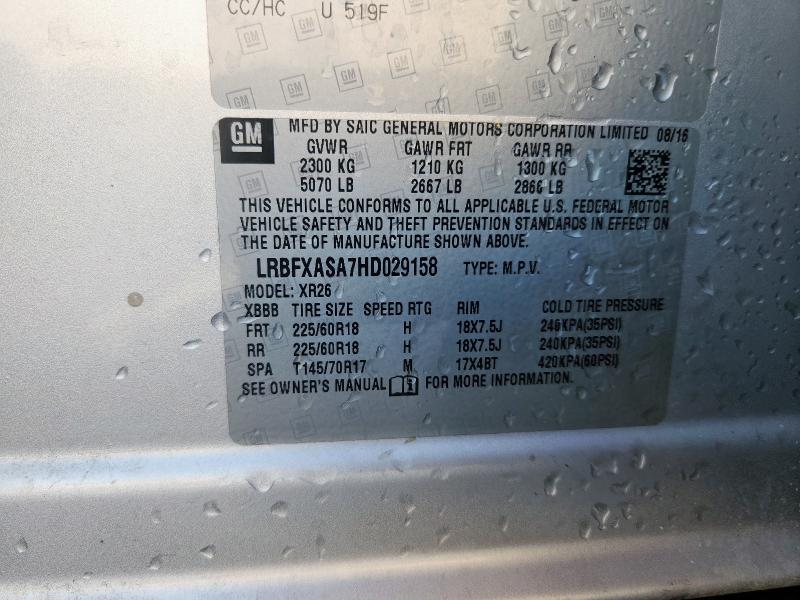 CC/HC U 519F
GM
MFD BY SAIC GENERAL MOTORS CORPORATION LIMITED 08/16
GVWR GAWR FRT GAWR RR
2300 KG 1210 KG 1300 KG
5070 LB 2667 LB 2866 LB
THIS VEHICLE CONFORMS TO ALL APPLICABLE U.S. FEDERAL MOTOR
VEHICLE SAFETY AND THEFT PREVENTION STANDARDS IN EFFECT ON
THE DATE OF MANUFACTURE SHOWN ABOVE.
LRBFXASA7HD029158 TYPE: M.P.V.
MODEL: XR26
XBBB TIRE SIZE SPEED RTG RIM COLD TIRE PRESSURE
FRT 225/60R18 H 18X7.5J 240KPA(35PSI)
RR 225/60R18 H 18X7.5J 240KPA(35PSI)
SPA T145/70R17 M 17X4BT 420KPA(60PSI)
SEE OWNER'S MANUAL FOR MORE INFORMATION.